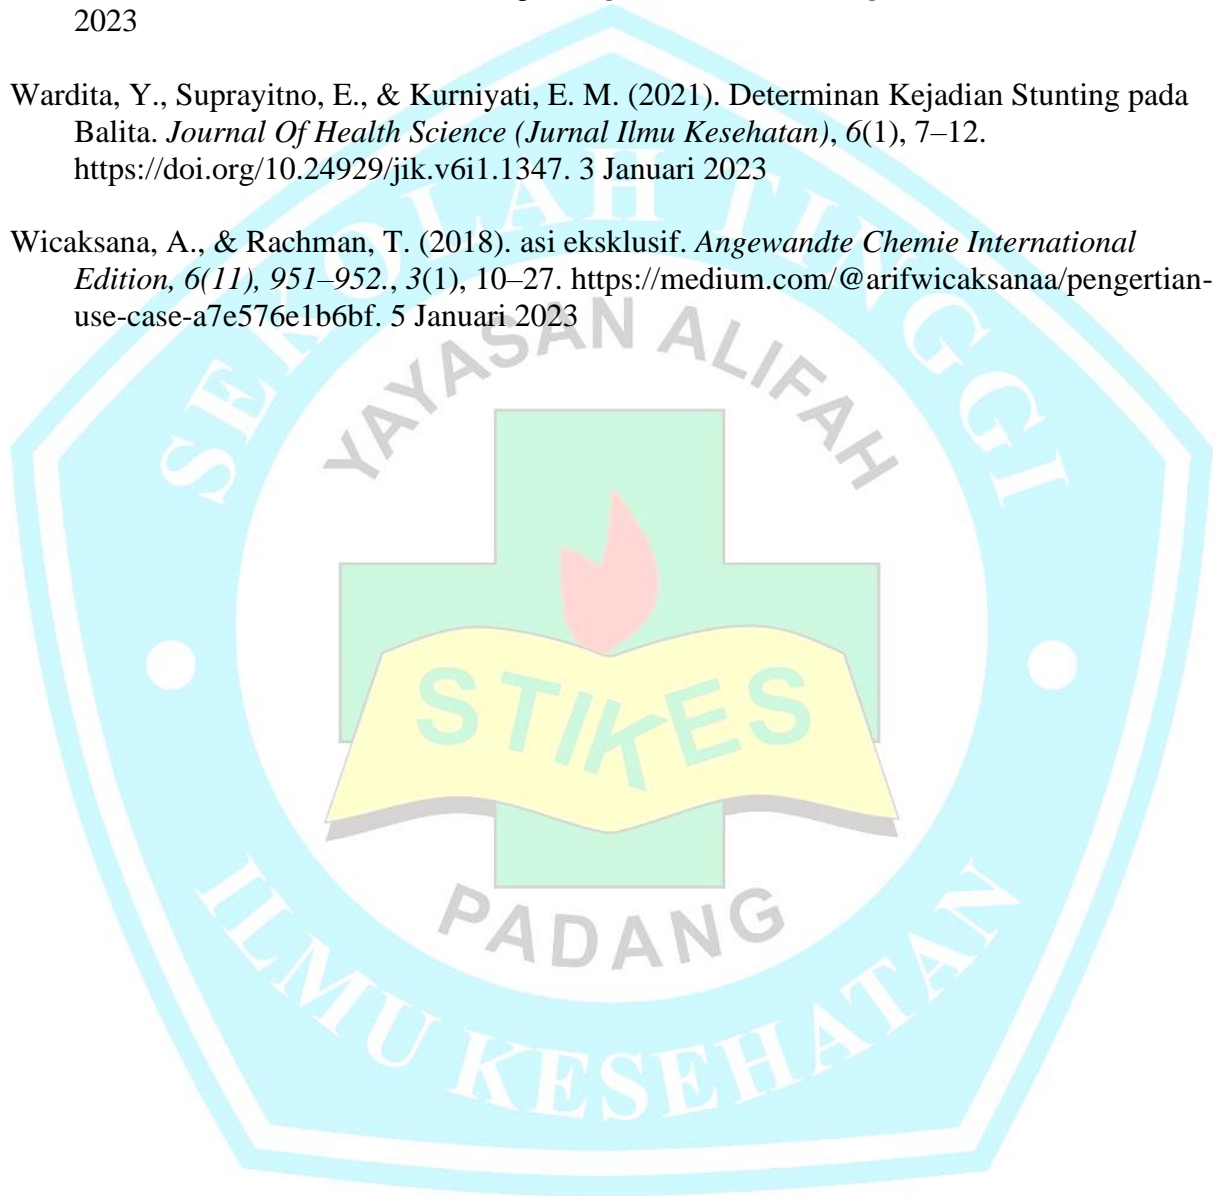 2023
Wardita, Y., Suprayitno, E., & Kurniyati, E. M. (2021). Determinan Kejadian Stunting pada
Balita. Journal Of Health Science (Jurnal Ilmu Kesehatan), 6(1), 7–12.
https://doi.org/10.24929/jik.v6i1.1347. 3 Januari 2023
Wicaksana, A., & Rachman, T. (2018). asi eksklusif. Angewandte Chemie International
Edition, 6(11), 951–952., 3(1), 10–27. https://medium.com/@arifwicaksanaa/pengertian-
use-case-a7e576e1b6bf. 5 Januari 2023
SEKOLAH TINGGI
YAYASAN ALIFAH
STIKES
PADANG
ILMU KESEHATAN